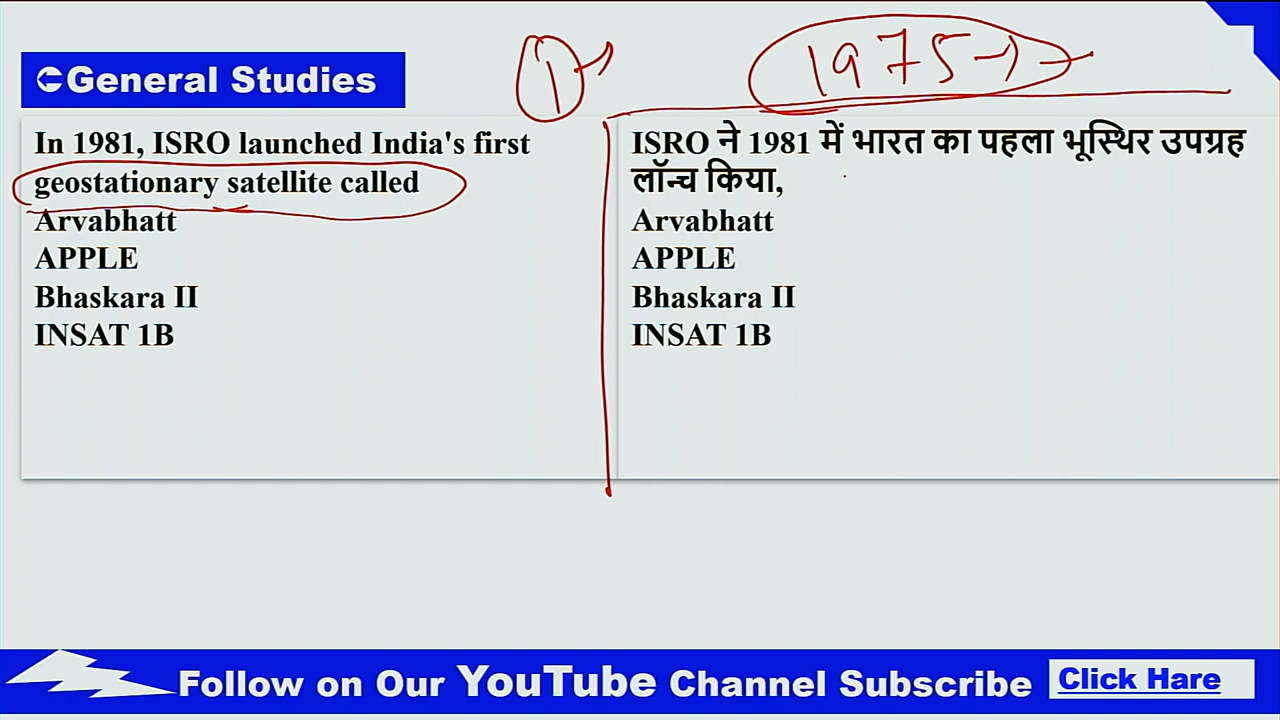 General Studies
1
1975
In 1981, ISRO launched India's first
geostationary satellite called
Arvabhatt
APPLE
Bhaskara II
INSAT 1B
ISRO ने 1981 में भारत का पहला भूस्थिर उपग्रह
लॉन्च किया,
Arvabhatt
APPLE
Bhaskara II
INSAT 1B
Follow on Our YouTube Channel Subscribe
Click Hare